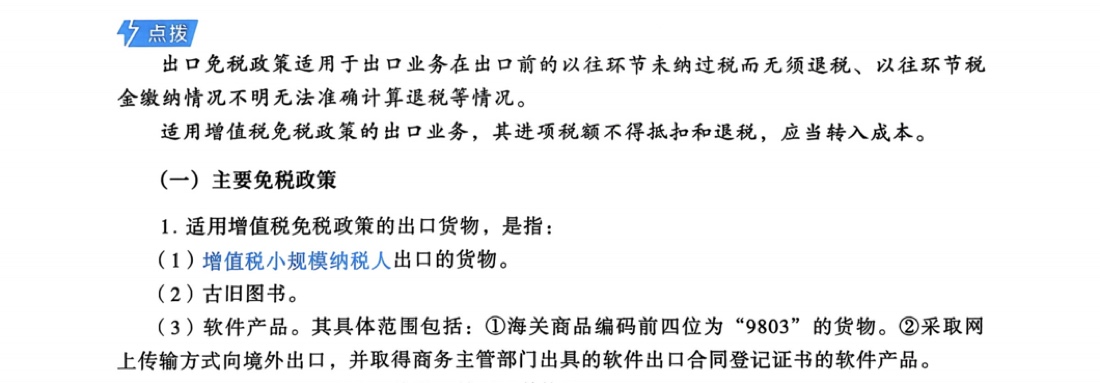 点拨
出口免税政策适用于出口业务在出口前的以往环节未纳过税而无须退税、以往环节税
金缴纳情况不明无法准确计算退税等情况。
适用增值税免税政策的出口业务，其进项税额不得抵扣和退税，应当转入成本。
（一）主要免税政策
1. 适用增值税免税政策的出口货物，是指：
（1）增值税小规模纳税人出口的货物。
（2）古旧图书。
（3）软件产品。其具体范围包括：①海关商品编码前四位为“9803”的货物。②采取网
上传输方式向境外出口，并取得商务主管部门出具的软件出口合同登记证书的软件产品。